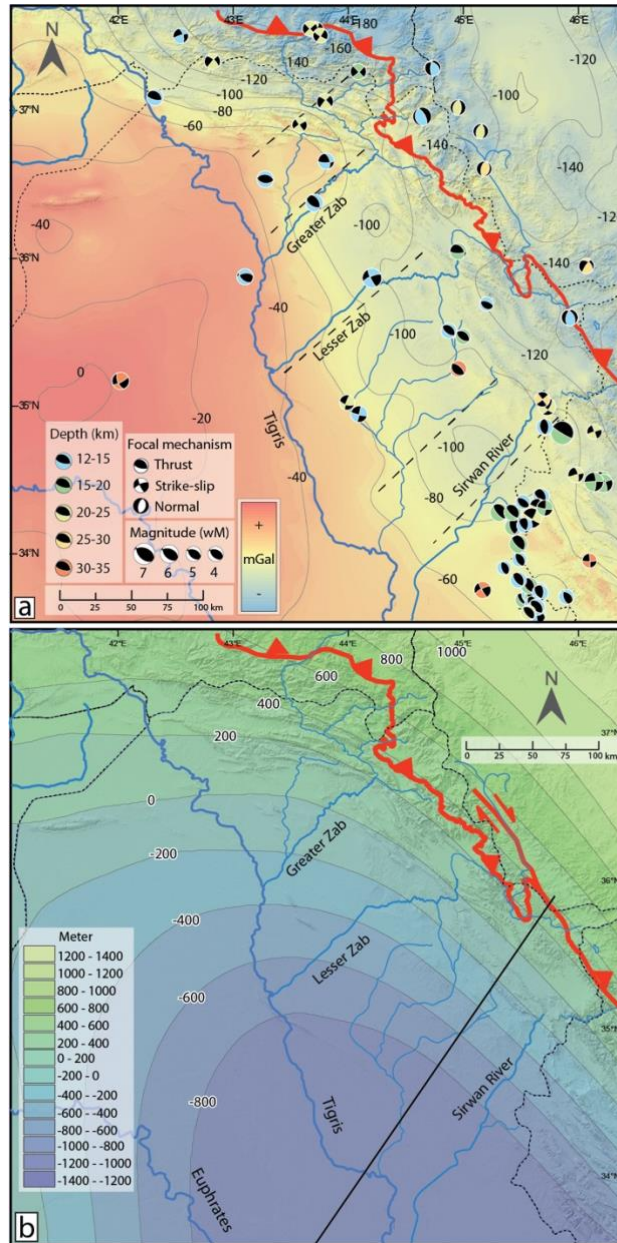 42°E
43°E
44°E
-180
45°E
46°E
-160
-120
N
140
-120
37°N
-100
-80
-60
-100
-140
-140
-40
Greater Zab
-100
-120
36°N
-140
-40
Lesser Zab
-100
-120
0
35°N
-20
Tigris
-100
Sirwan River
-40
-80
34°N
-60
Depth (km)
12-15
15-20
20-25
25-30
30-35
Focal mechanism
Thrust
Strike-slip
Normal
Magnitude (wM)
7 6 5 4
0 25 50 75 100 km
+
mGal
-
a
42°E
43°E
44°E
45°E
46°E
1000
800
600
400
200
N
37°N
0 25 50 75 100 km
0
-200
Greater Zab
36°N
-400
Lesser Zab
-600
35°N
Sirwan River
-800
Tigris
34°N
Euphrates
Meter
1200 - 1400
1000 - 1200
800 - 1000
600 - 800
400 - 600
200 - 400
0 - 200
-200 - 0
-400 - -200
-600 - -400
-800 - -600
-1000 - -800
-1200 - -1000
-1400 - -1200
b